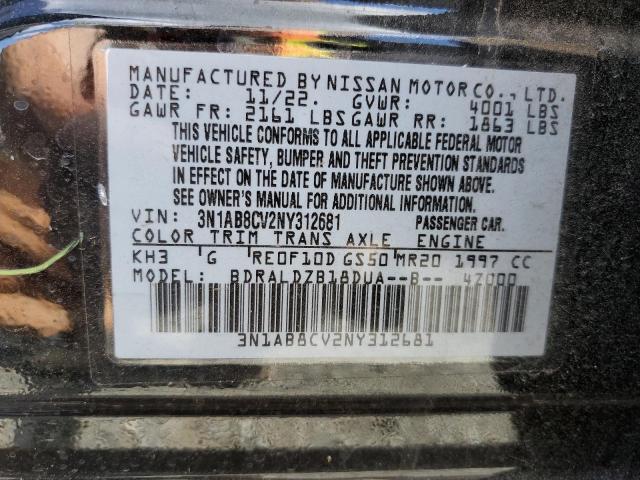 MANUFACTURED BY NISSAN MOTOR CO., LTD.
DATE: 11/22. GVWR: 4001 LBS
GAWR FR: 2161 LBS GAWR RR: 1863 LBS
THIS VEHICLE CONFORMS TO ALL APPLICABLE FEDERAL MOTOR
VEHICLE SAFETY, BUMPER AND THEFT PREVENTION STANDARDS
IN EFFECT ON THE DATE OF MANUFACTURE SHOWN ABOVE.
SEE OWNER'S MANUAL FOR ADDITIONAL INFORMATION.
VIN: 3N1AB8CV2NY312681 PASSENGER CAR.
COLOR TRIM TRANS AXLE ENGINE
KH3 G RE0F10D GS50 MR20 1997 CC
MODEL: BDRALDZB18DUA--B-- 4Z000
3N1AB8CV2NY312681